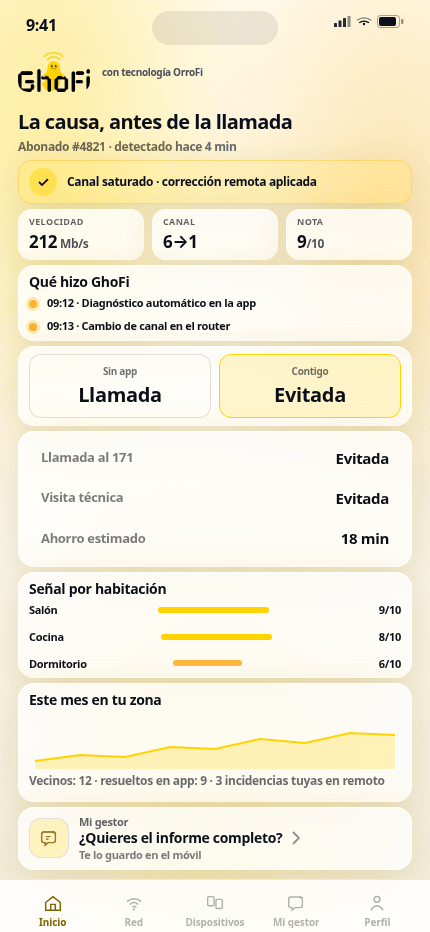 9:41
GhoFi
con tecnología OrroFi
La causa, antes de la llamada
Abonado #4821 · detectado hace 4 min
Canal saturado · corrección remota aplicada
VELOCIDAD
212 Mb/s
CANAL
6→1
NOTA
9/10
Qué hizo GhoFi
09:12 · Diagnóstico automático en la app
09:13 · Cambio de canal en el router
Sin app
Llamada
Contigo
Evitada
Llamada al 171 Evitada
Visita técnica Evitada
Ahorro estimado 18 min
Señal por habitación
Salón 9/10
Cocina 8/10
Dormitorio 6/10
Este mes en tu zona
Vecinos: 12 · resueltos en app: 9 · 3 incidencias tuyas en remoto
Mi gestor
¿Quieres el informe completo?
Te lo guardo en el móvil
Inicio Red Dispositivos Mi gestor Perfil